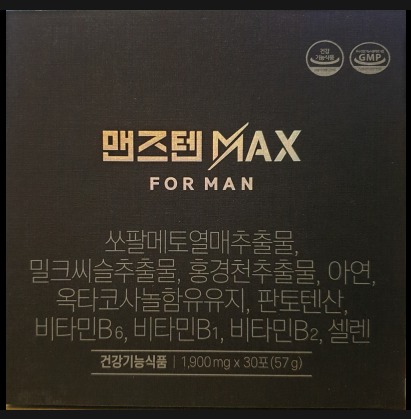 건강
기능식품
GMP
맨즈텐 MAX
FOR MAN
쏘팔메토열매추출물,
밀크씨슬추출물, 홍경천추출물, 아연,
옥타코사놀함유유지, 판토텐산,
비타민B6, 비타민B1, 비타민B2, 셀렌
건강기능식품 | 1,900mg x 30포(57g)